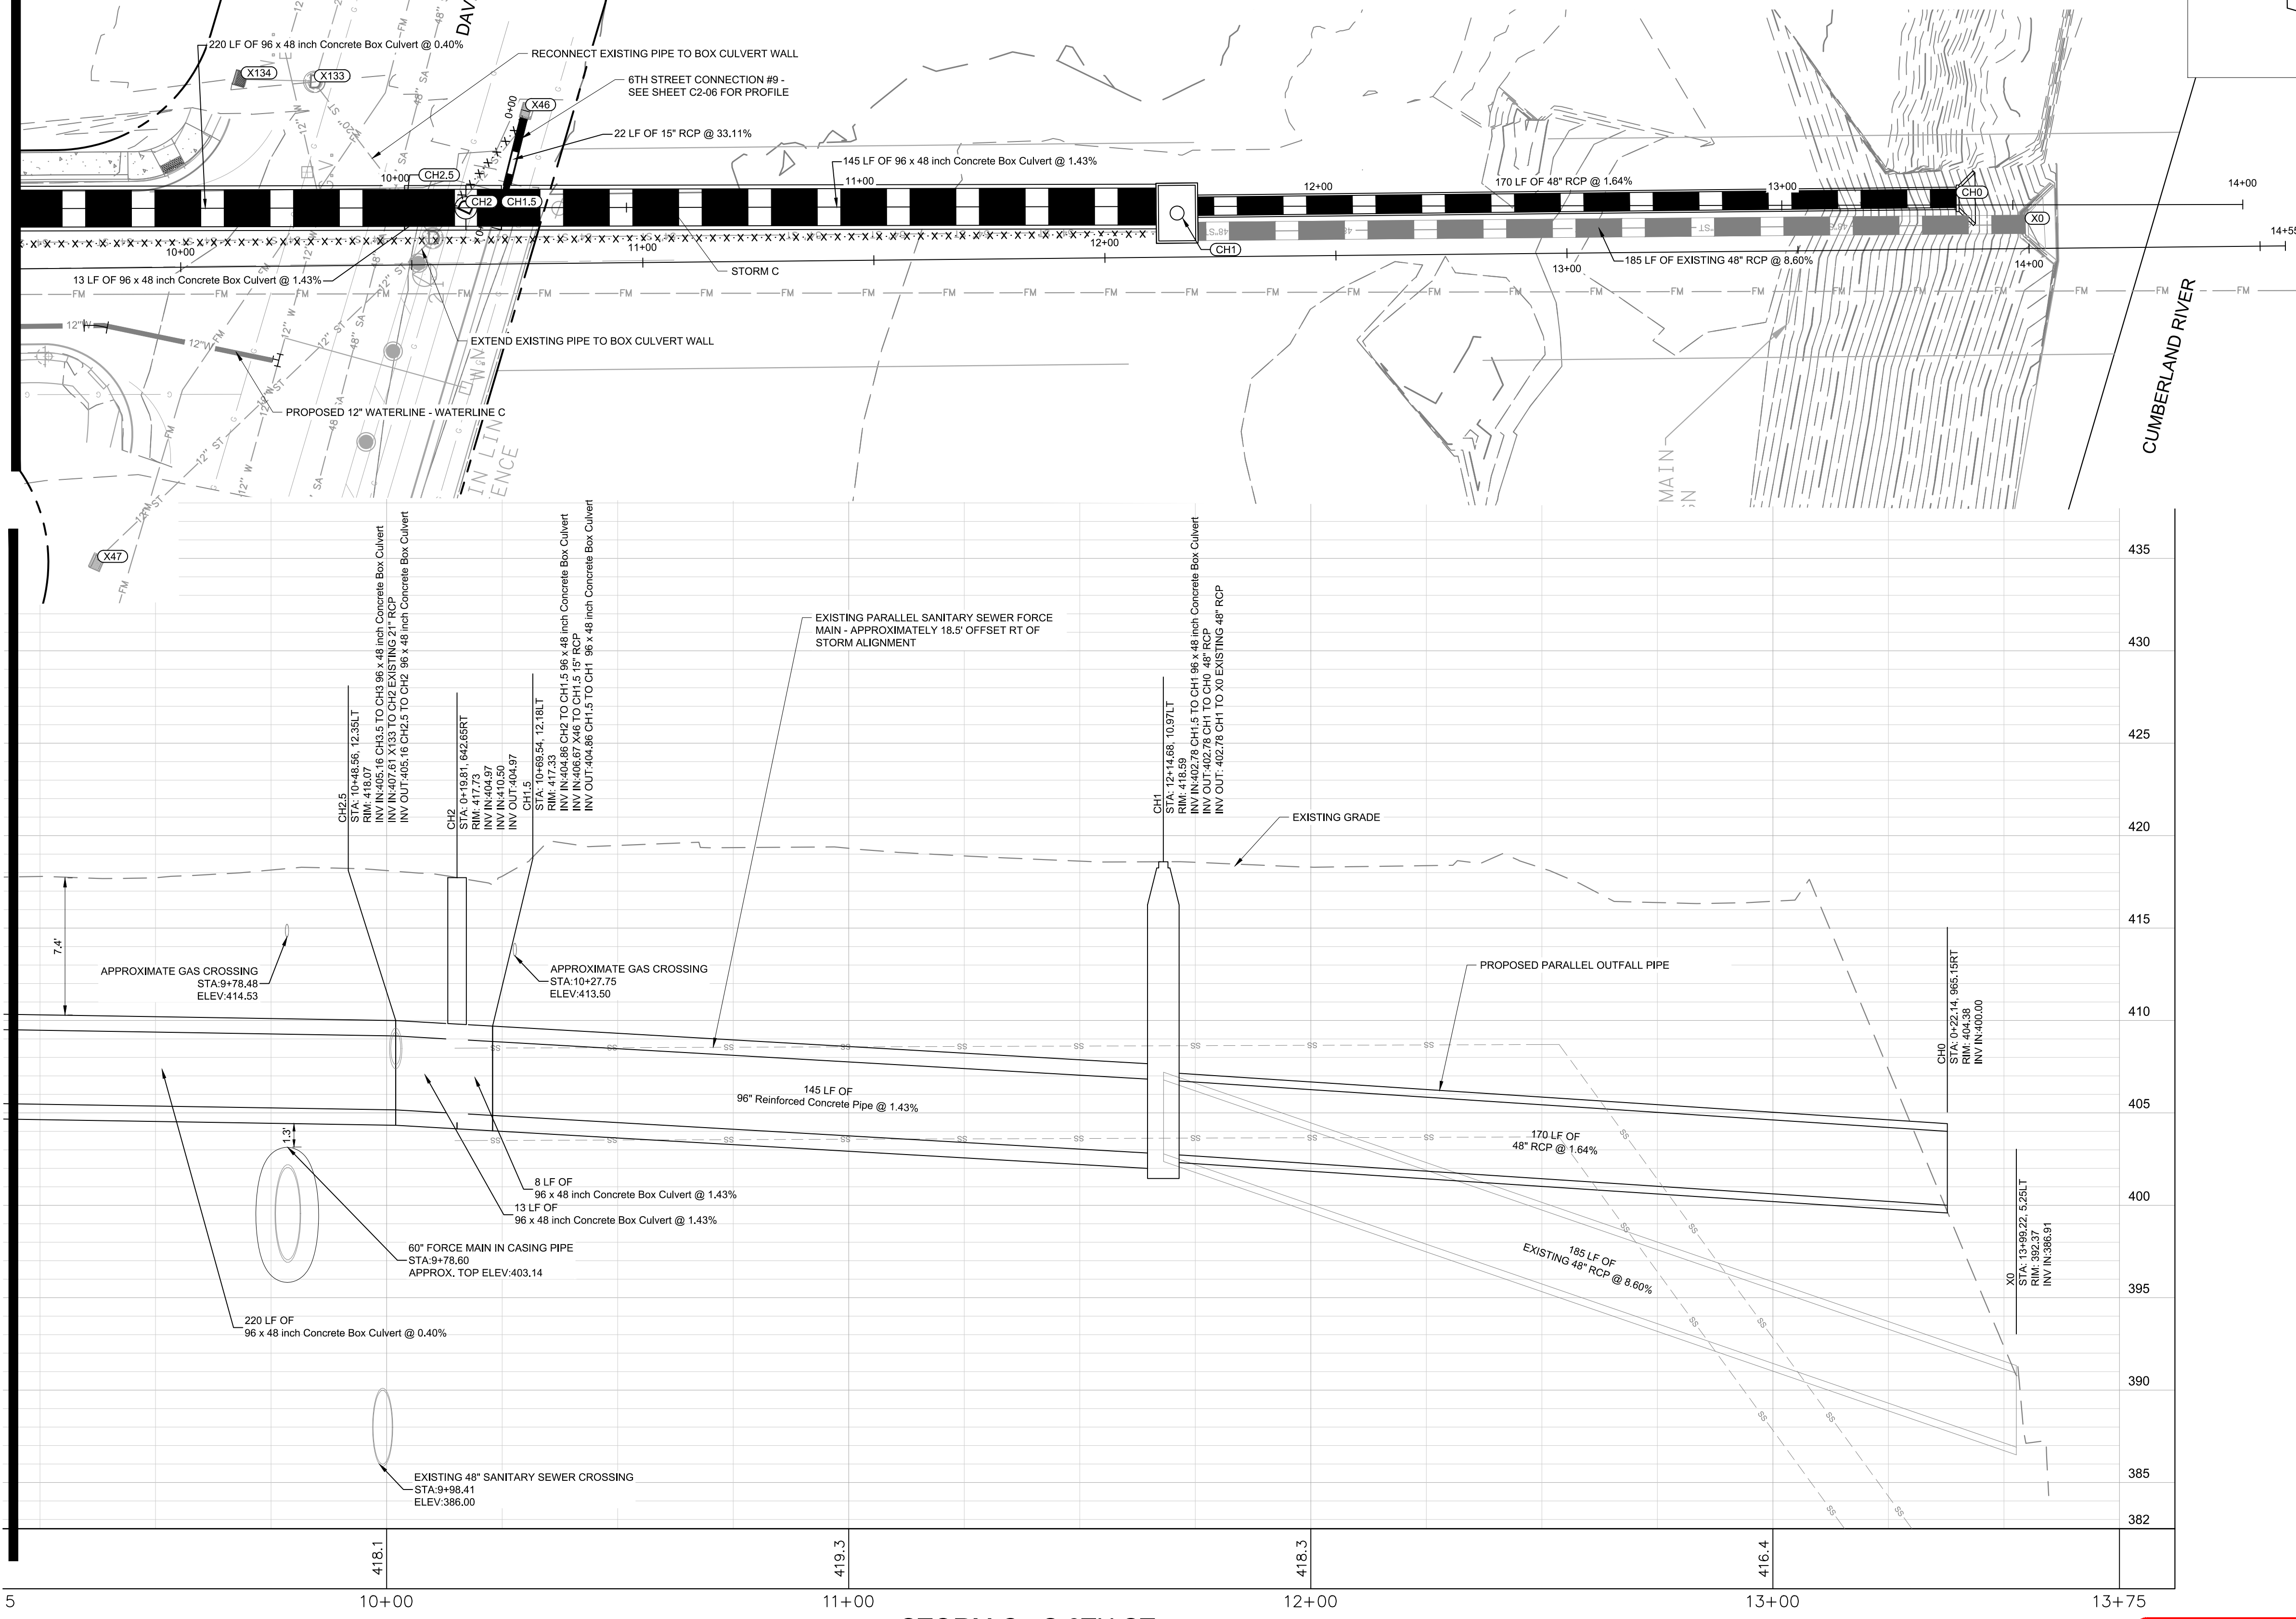 220 LF OF 96 x 48 inch Concrete Box Culvert @ 0.40%
RECONNECT EXISTING PIPE TO BOX CULVERT WALL
6TH STREET CONNECTION #9 -
SEE SHEET C2-06 FOR PROFILE
X134
X133
X46
0+00
22 LF OF 15" RCP @ 33.11%
145 LF OF 96 x 48 inch Concrete Box Culvert @ 1.43%
170 LF OF 48" RCP @ 1.64%
10+00
CH2.5
CH2
CH1.5
11+00
12+00
13+00
CH0
14+00
X0
10+00
11+00
12+00
CH1
13+00
14+00
13 LF OF 96 x 48 inch Concrete Box Culvert @ 1.43%
STORM C
185 LF OF EXISTING 48" RCP @ 8.60%
EXTEND EXISTING PIPE TO BOX CULVERT WALL
PROPOSED 12" WATERLINE - WATERLINE C
12"W
12"W
X47
MAIN
CUMBERLAND RIVER
CH2.5
STA: 10+48.56, 12.35LT
RIM: 418.07
INV IN:405.16 CH3.5 TO CH3 96 x 48 inch Concrete Box Culvert
INV IN:407.61 X133 TO CH2 EXISTING 21" RCP
INV OUT:405.16 CH2.5 TO CH2 96 x 48 inch Concrete Box Culvert
CH2
STA: 0+19.81, 642.65RT
RIM: 417.73
INV IN:404.97
INV IN:410.50
INV OUT:404.97
CH1.5
STA: 10+69.54, 12.18LT
RIM: 417.33
INV IN:404.86 CH2 TO CH1.5 96 x 48 inch Concrete Box Culvert
INV IN:406.67 X46 TO CH1.5 15" RCP
INV OUT:404.86 CH1.5 TO CH1 96 x 48 inch Concrete Box Culvert
EXISTING PARALLEL SANITARY SEWER FORCE
MAIN - APPROXIMATELY 18.5' OFFSET RT OF
STORM ALIGNMENT
CH1
STA: 12+14.68, 10.97LT
RIM: 418.59
INV IN:402.78 CH1.5 TO CH1 96 x 48 inch Concrete Box Culvert
INV OUT:402.78 CH1 TO CH0 48" RCP
INV OUT: 402.78 CH1 TO X0 EXISTING 48" RCP
EXISTING GRADE
7.4'
APPROXIMATE GAS CROSSING
STA:9+78.48
ELEV:414.53
APPROXIMATE GAS CROSSING
STA:10+27.75
ELEV:413.50
PROPOSED PARALLEL OUTFALL PIPE
CH0
STA: 0+22.14, 965.15RT
RIM: 404.38
INV IN:400.00
145 LF OF
96" Reinforced Concrete Pipe @ 1.43%
1.3'
170 LF OF
48" RCP @ 1.64%
8 LF OF
96 x 48 inch Concrete Box Culvert @ 1.43%
13 LF OF
96 x 48 inch Concrete Box Culvert @ 1.43%
60" FORCE MAIN IN CASING PIPE
STA:9+78.60
APPROX. TOP ELEV:403.14
185 LF OF
EXISTING 48" RCP @ 8.60%
X0
STA: 13+99.22, 5.25LT
RIM: 392.37
INV IN:386.91
220 LF OF
96 x 48 inch Concrete Box Culvert @ 0.40%
EXISTING 48" SANITARY SEWER CROSSING
STA:9+98.41
ELEV:386.00
435
430
425
420
415
410
405
400
395
390
385
382
418.1
419.3
418.3
416.4
5
10+00
11+00
12+00
13+00
13+75